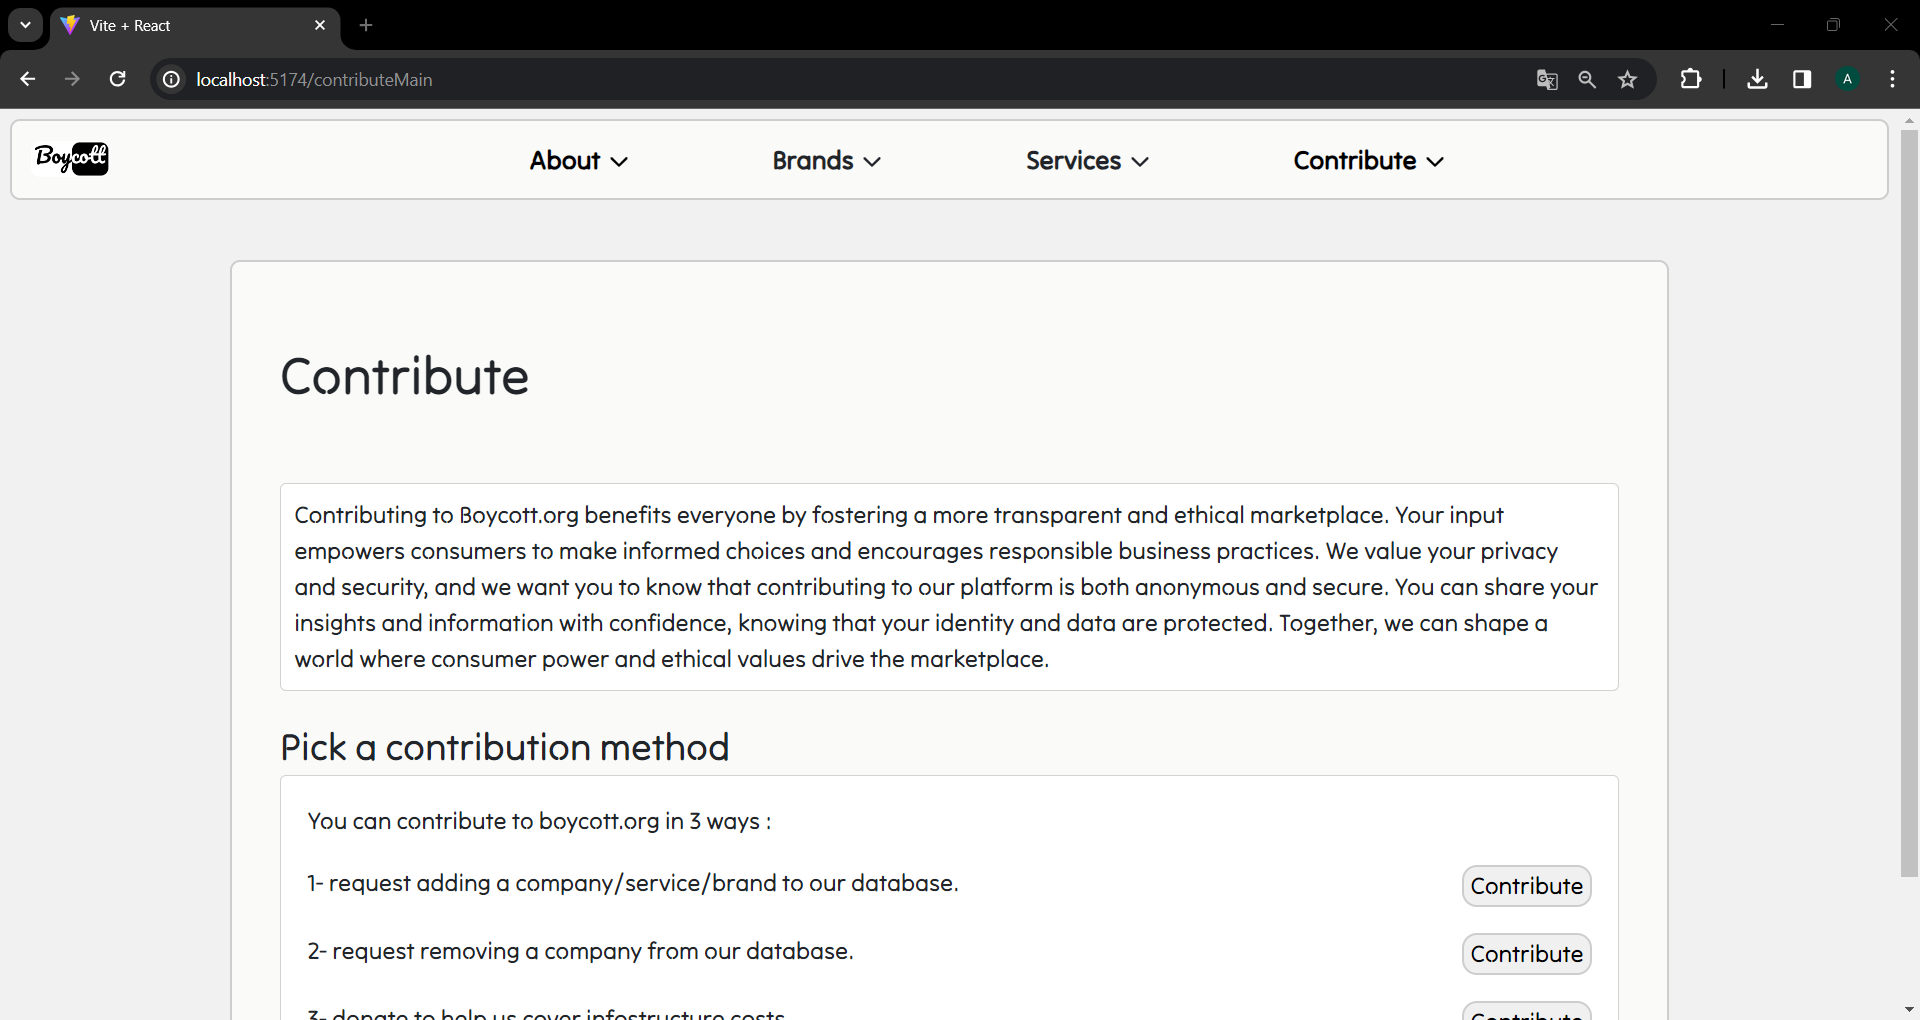 Vite + React
localhost:5174/contributeMain
A
Boycott
About
Brands
Services
Contribute
Contribute
Contributing to Boycott.org benefits everyone by fostering a more transparent and ethical marketplace. Your input
empowers consumers to make informed choices and encourages responsible business practices. We value your privacy
and security, and we want you to know that contributing to our platform is both anonymous and secure. You can share your
insights and information with confidence, knowing that your identity and data are protected. Together, we can shape a
world where consumer power and ethical values drive the marketplace.
Pick a contribution method
You can contribute to boycott.org in 3 ways :
1- request adding a company/service/brand to our database.
Contribute
2- request removing a company from our database.
Contribute
3- donate to help us cover infostructure costs
Contribute